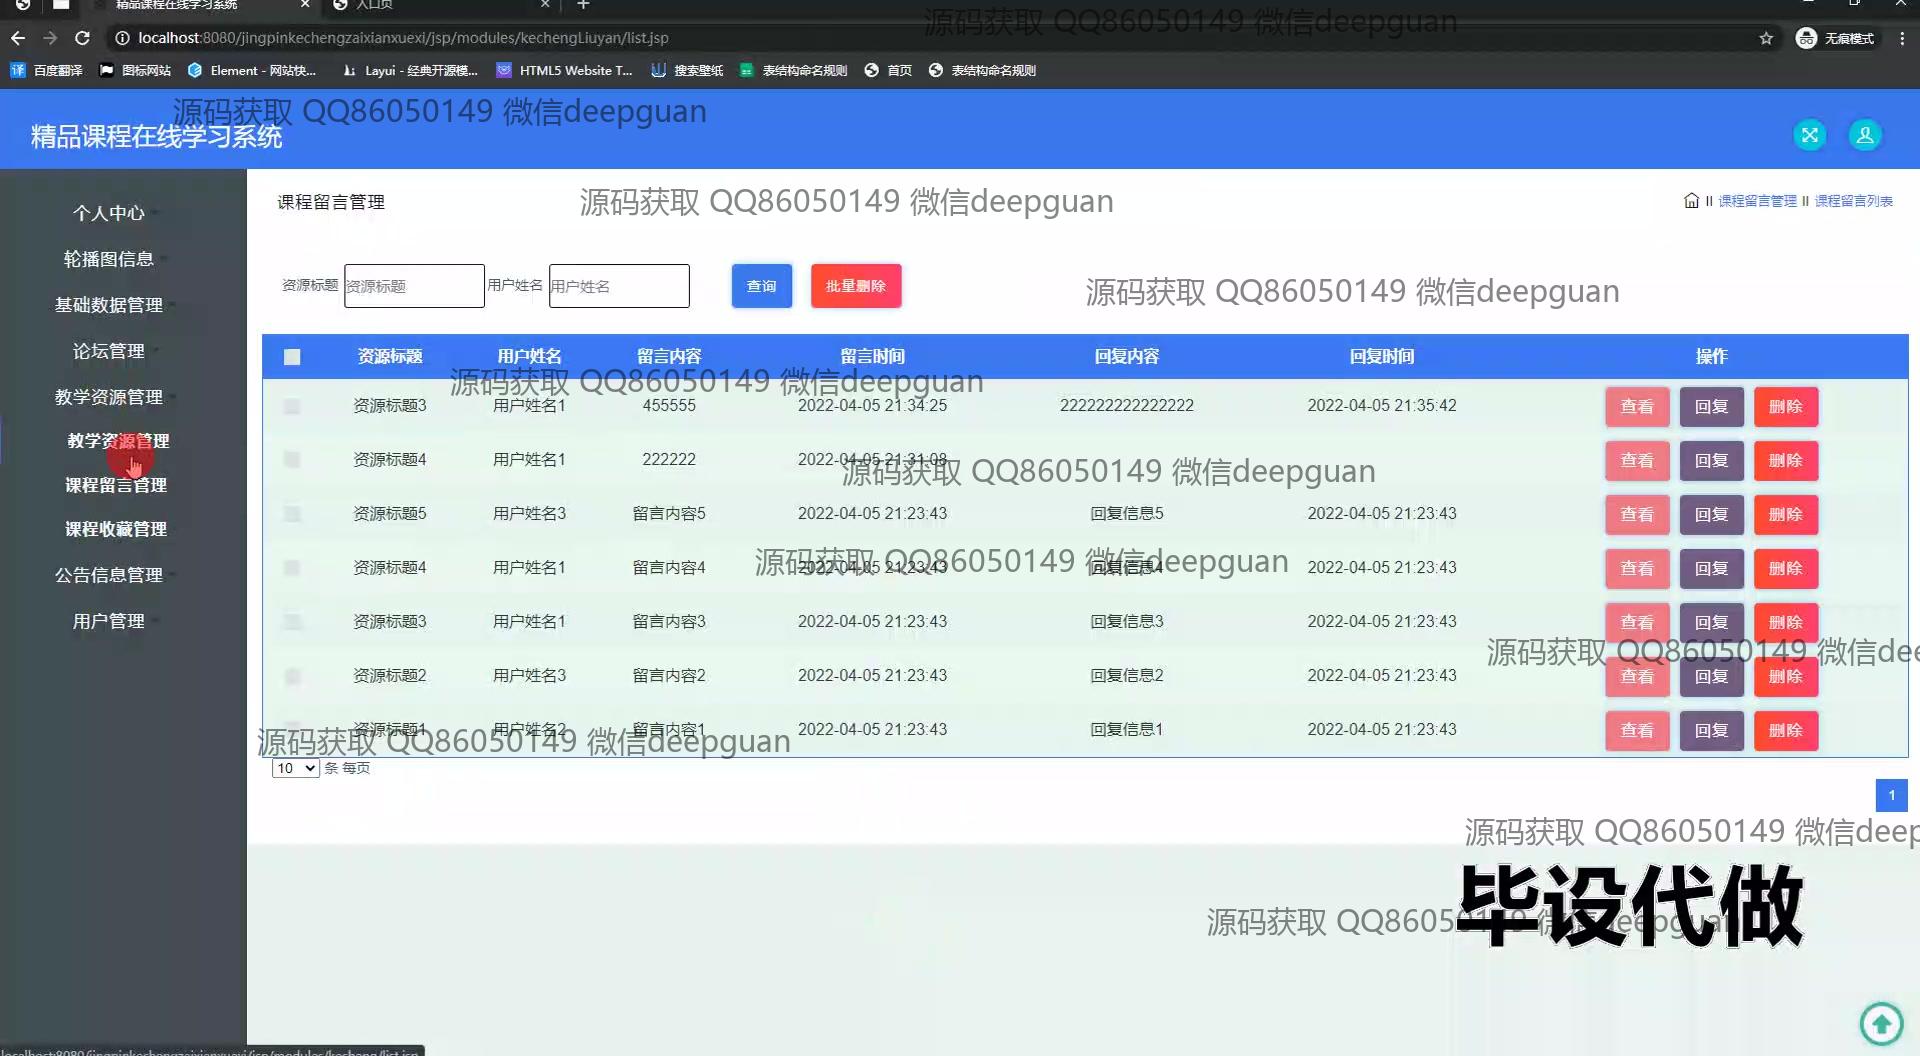 精品课程在线学习系统
入口页
localhost:8080/jingpinkechengzaixianxuexi/jsp/modules/kechengLiuyan/list.jsp
无痕模式
译 百度翻译 图标网站 Element - 网站快... Layui - 经典开源模... HTML5 Website T... 搜索壁纸 表结构命名规则 首页 表结构命名规则
源码获取 QQ86050149 微信deepguan
源码获取 QQ86050149 微信deepguan
精品课程在线学习系统
个人中心
轮播图信息
基础数据管理
论坛管理
教学资源管理
教学资源管理
课程留言管理
课程收藏管理
公告信息管理
用户管理
课程留言管理
源码获取 QQ86050149 微信deepguan
课程留言管理 课程留言列表
资源标题 资源标题 用户姓名 用户姓名 查询 批量删除
源码获取 QQ86050149 微信deepguan
资源标题 用户姓名 留言内容 留言时间 回复内容 回复时间 操作
源码获取 QQ86050149 微信deepguan
资源标题3 用户姓名1 455555 2022-04-05 21:34:25 222222222222222 2022-04-05 21:35:42 查看 回复 删除
资源标题4 用户姓名1 222222 2022-04-05 21:31:08 查看 回复 删除
源码获取 QQ86050149 微信deepguan
资源标题5 用户姓名3 留言内容5 2022-04-05 21:23:43 回复信息5 2022-04-05 21:23:43 查看 回复 删除
资源标题4 用户姓名1 留言内容4 2022-04-05 21:23:43 回复信息4 2022-04-05 21:23:43 查看 回复 删除
源码获取 QQ86050149 微信deepguan
资源标题3 用户姓名1 留言内容3 2022-04-05 21:23:43 回复信息3 2022-04-05 21:23:43 查看 回复 删除
源码获取 QQ86050149 微信dee
资源标题2 用户姓名3 留言内容2 2022-04-05 21:23:43 回复信息2 2022-04-05 21:23:43 查看 回复 删除
资源标题1 用户姓名2 留言内容1 2022-04-05 21:23:43 回复信息1 2022-04-05 21:23:43 查看 回复 删除
源码获取 QQ86050149 微信deepguan
10 条 每页
1
源码获取 QQ86050149 微信deep
毕设代做
源码获取 QQ86050149 微信deepguan
localhost:8080/jingpinkechengzaixianxuexi/jsp/modules/kecheng/list.jsp